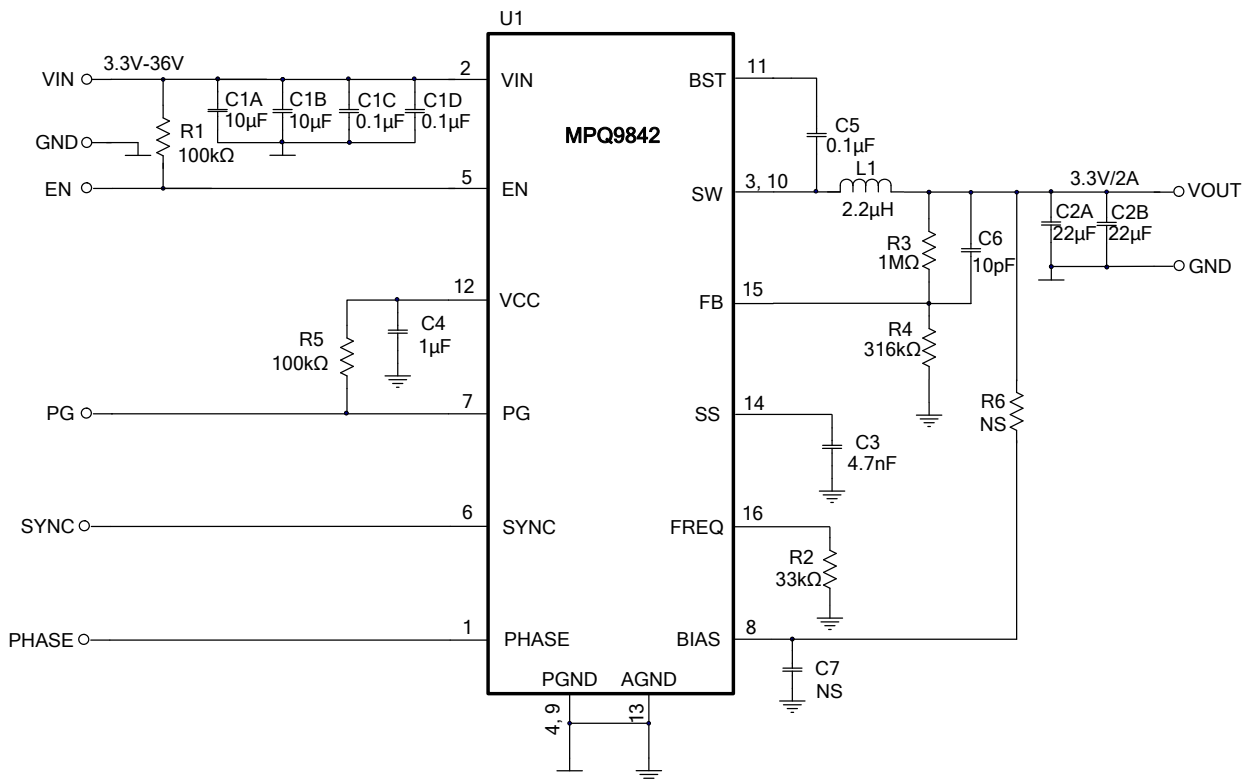 U1
VIN
3.3V-36V
2
VIN
C1A
10µF
C1B
10µF
C1C
0.1µF
C1D
0.1µF
R1
100kΩ
GND
EN
5
EN
MPQ9842
BST
11
C5
0.1µF
SW
3, 10
L1
2.2µH
3.3V/2A
VOUT
C2A
22µF
C2B
22µF
GND
R3
1MΩ
C6
10pF
FB
15
R4
316kΩ
12
VCC
C4
1µF
R5
100kΩ
PG
7
PG
SS
14
C3
4.7nF
R6
NS
SYNC
6
SYNC
FREQ
16
R2
33kΩ
PHASE
1
PHASE
BIAS
8
C7
NS
PGND
AGND
4, 9
13